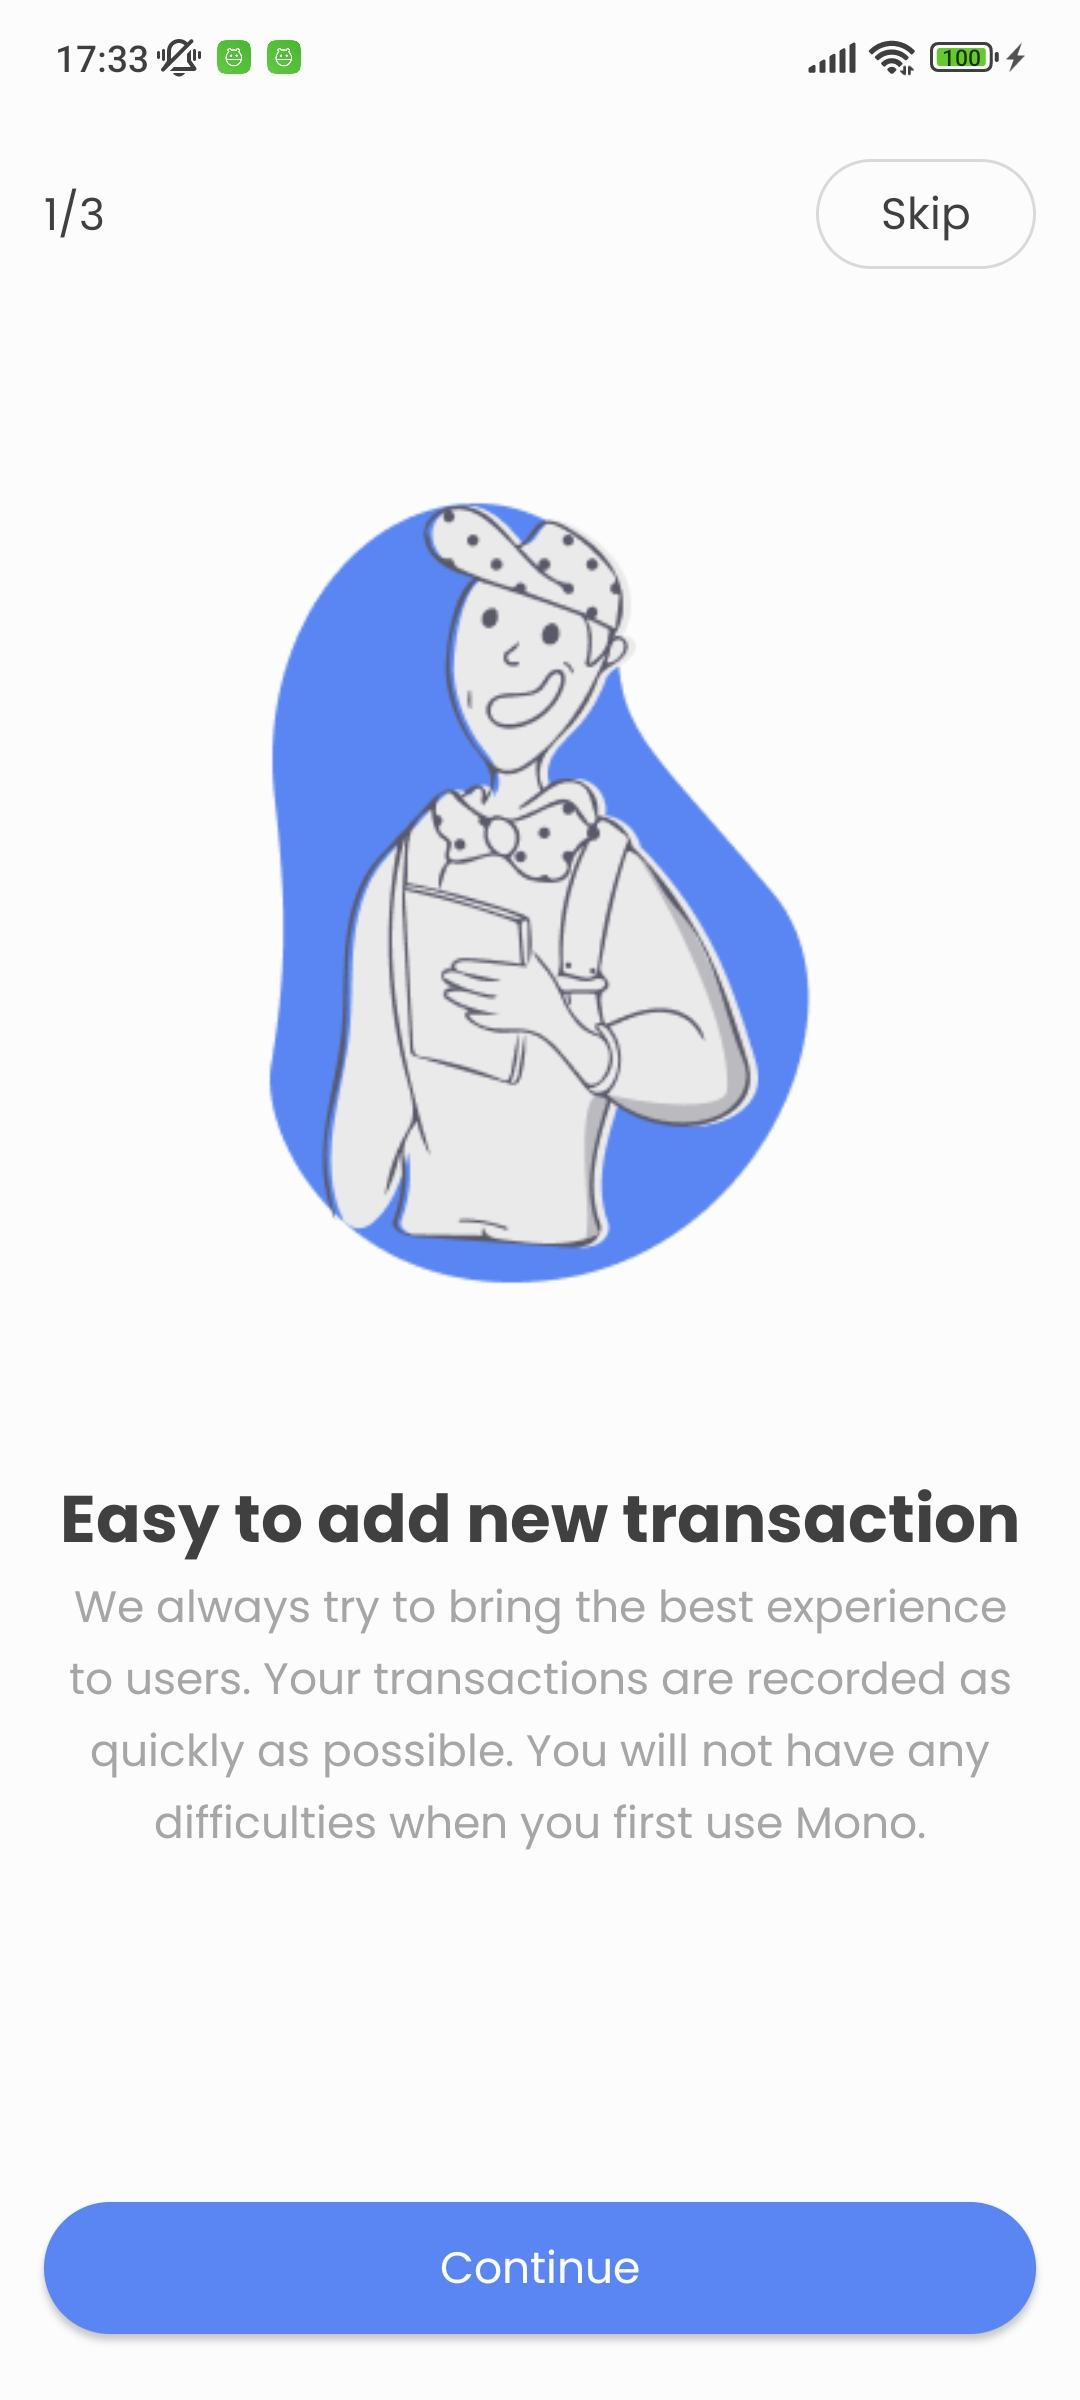 17:33
100
1/3
Skip
Easy to add new transaction
We always try to bring the best experience
to users. Your transactions are recorded as
quickly as possible. You will not have any
difficulties when you first use Mono.
Continue